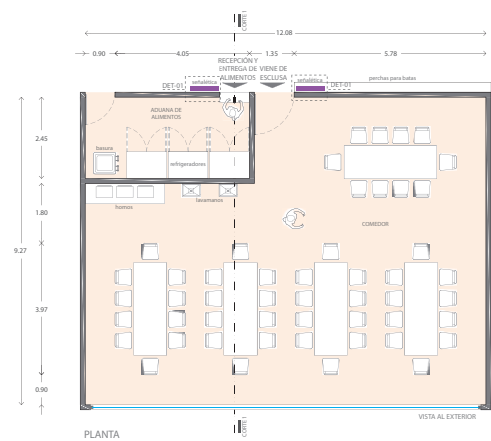 CORTE 1
12.08
0.90
4.05
1.35
5.78
RECEPCIÓN Y
ENTREGA DE
ALIMENTOS
VIENE DE
ESCLUSA
señalética
señalética
DET-01
DET-01
perchas para batas
ADUANA DE
ALIMENTOS
basura
refrigeradores
hornos
lavamanos
COMEDOR
2.45
1.80
9.27
3.97
0.90
VISTA AL EXTERIOR
CORTE 1
PLANTA